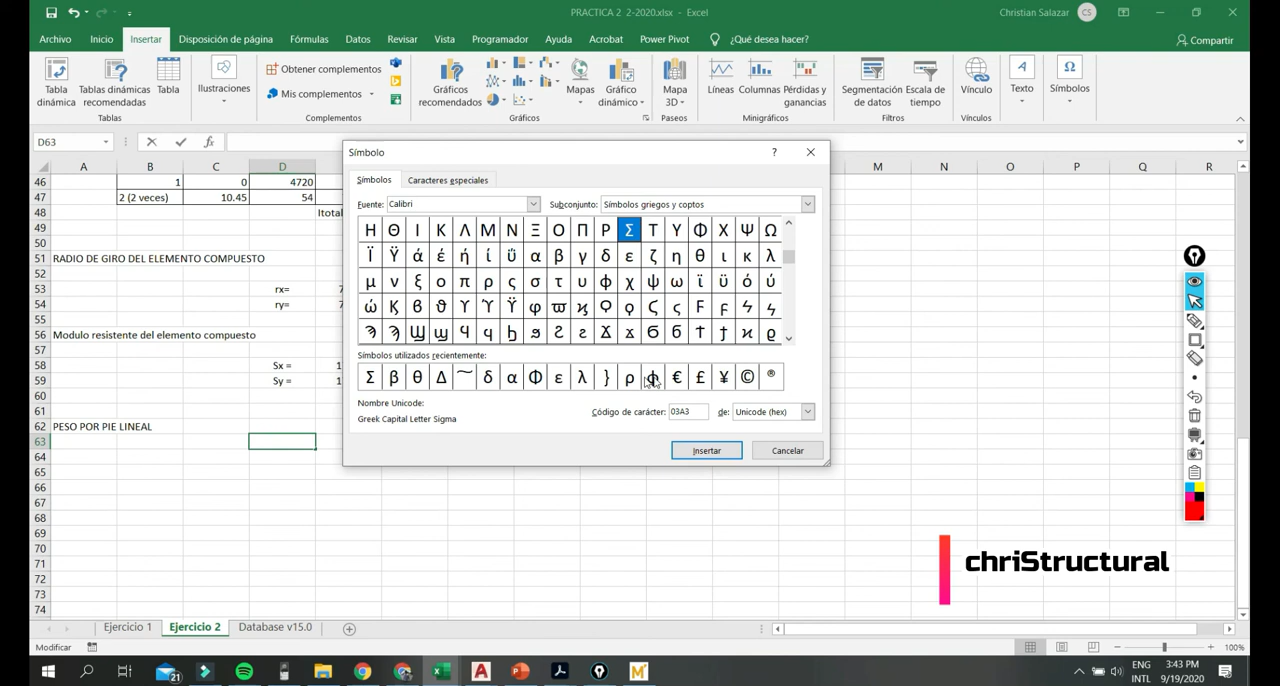 PRACTICA 2 2-2020.xlsx - Excel
Christian Salazar CS
Archivo Inicio Insertar Disposición de página Fórmulas Datos Revisar Vista Programador Ayuda Acrobat Power Pivot ¿Qué desea hacer? Compartir
Tabla dinámica
Tablas dinámicas recomendadas
Tabla
Ilustraciones
Obtener complementos
Mis complementos
Gráficos recomendados
Mapas
Gráfico dinámico
Mapa 3D
Líneas
Columnas
Pérdidas y ganancias
Segmentación de datos
Escala de tiempo
Vínculo
Texto
Símbolos
Tablas Complementos Gráficos Paseos Minigráficos Filtros Vínculos
D63 fx
A B C D M N O P Q R
46 1 0 4720
47 2 (2 veces) 10.45 54
48 Itotal
49
50
51 RADIO DE GIRO DEL ELEMENTO COMPUESTO
52
53 rx= 7
54 ry= 7
55
56 Modulo resistente del elemento compuesto
57
58 Sx = 1
59 Sy = 1
60
61
62 PESO POR PIE LINEAL
63
64
65
66
67
68
69
70
71
72
73
74
Símbolo ?
Símbolos Caracteres especiales
Fuente: Calibri Subconjunto: Símbolos griegos y coptos
Η Θ Ι Κ Λ Μ Ν Ξ Ο Π Ρ Σ Τ Υ Φ Χ Ψ Ω
Ϊ Ϋ ά έ ή ί ΰ α β γ δ ε ζ η θ ι κ λ
μ ν ξ ο π ρ ς σ τ υ φ χ ψ ω ϊ ϋ ό ύ
Símbolos utilizados recientemente:
Σ β θ Δ ⁀ δ α Φ ε λ } ρ ɸ € £ ¥ © ®
Nombre Unicode:
Greek Capital Letter Sigma
Código de carácter: 03A3 de: Unicode (hex)
Insertar Cancelar
chriStructural
Ejercicio 1 Ejercicio 2 Database v15.0
Modificar 100%
21
ENG
INTL
3:43 PM
9/19/2020